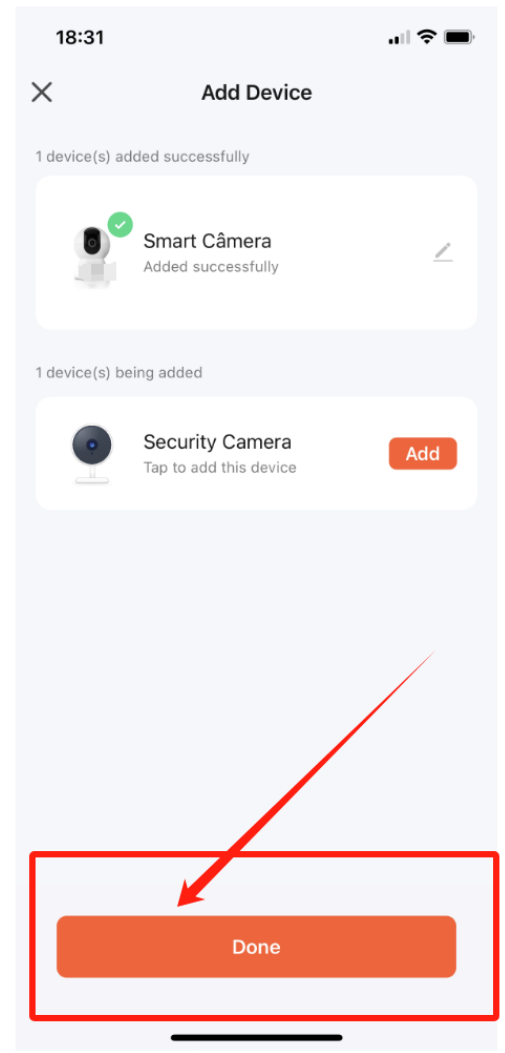 18:31
Add Device
1 device(s) added successfully
Smart Câmera
Added successfully
1 device(s) being added
Security Camera
Tap to add this device
Add
Done